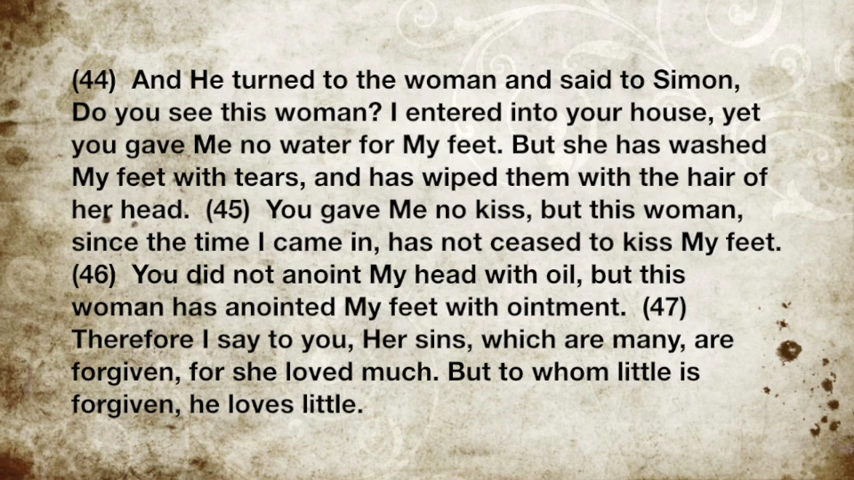 (44) And He turned to the woman and said to Simon,
Do you see this woman? I entered into your house, yet
you gave Me no water for My feet. But she has washed
My feet with tears, and has wiped them with the hair of
her head. (45) You gave Me no kiss, but this woman,
since the time I came in, has not ceased to kiss My feet.
(46) You did not anoint My head with oil, but this
woman has anointed My feet with ointment. (47)
Therefore I say to you, Her sins, which are many, are
forgiven, for she loved much. But to whom little is
forgiven, he loves little.